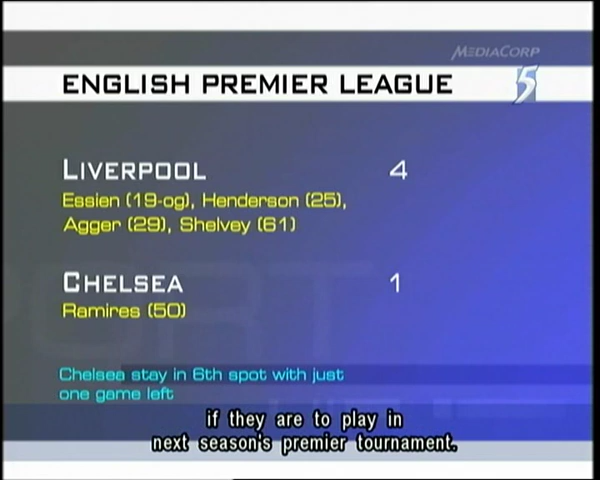 MEDIACORP
5
ENGLISH PREMIER LEAGUE
LIVERPOOL 4
Essien (19-og), Henderson (25),
Agger (29), Shelvey (61)
CHELSEA 1
Ramires (50)
Chelsea stay in 6th spot with just
one game left
if they are to play in
next season's premier tournament.